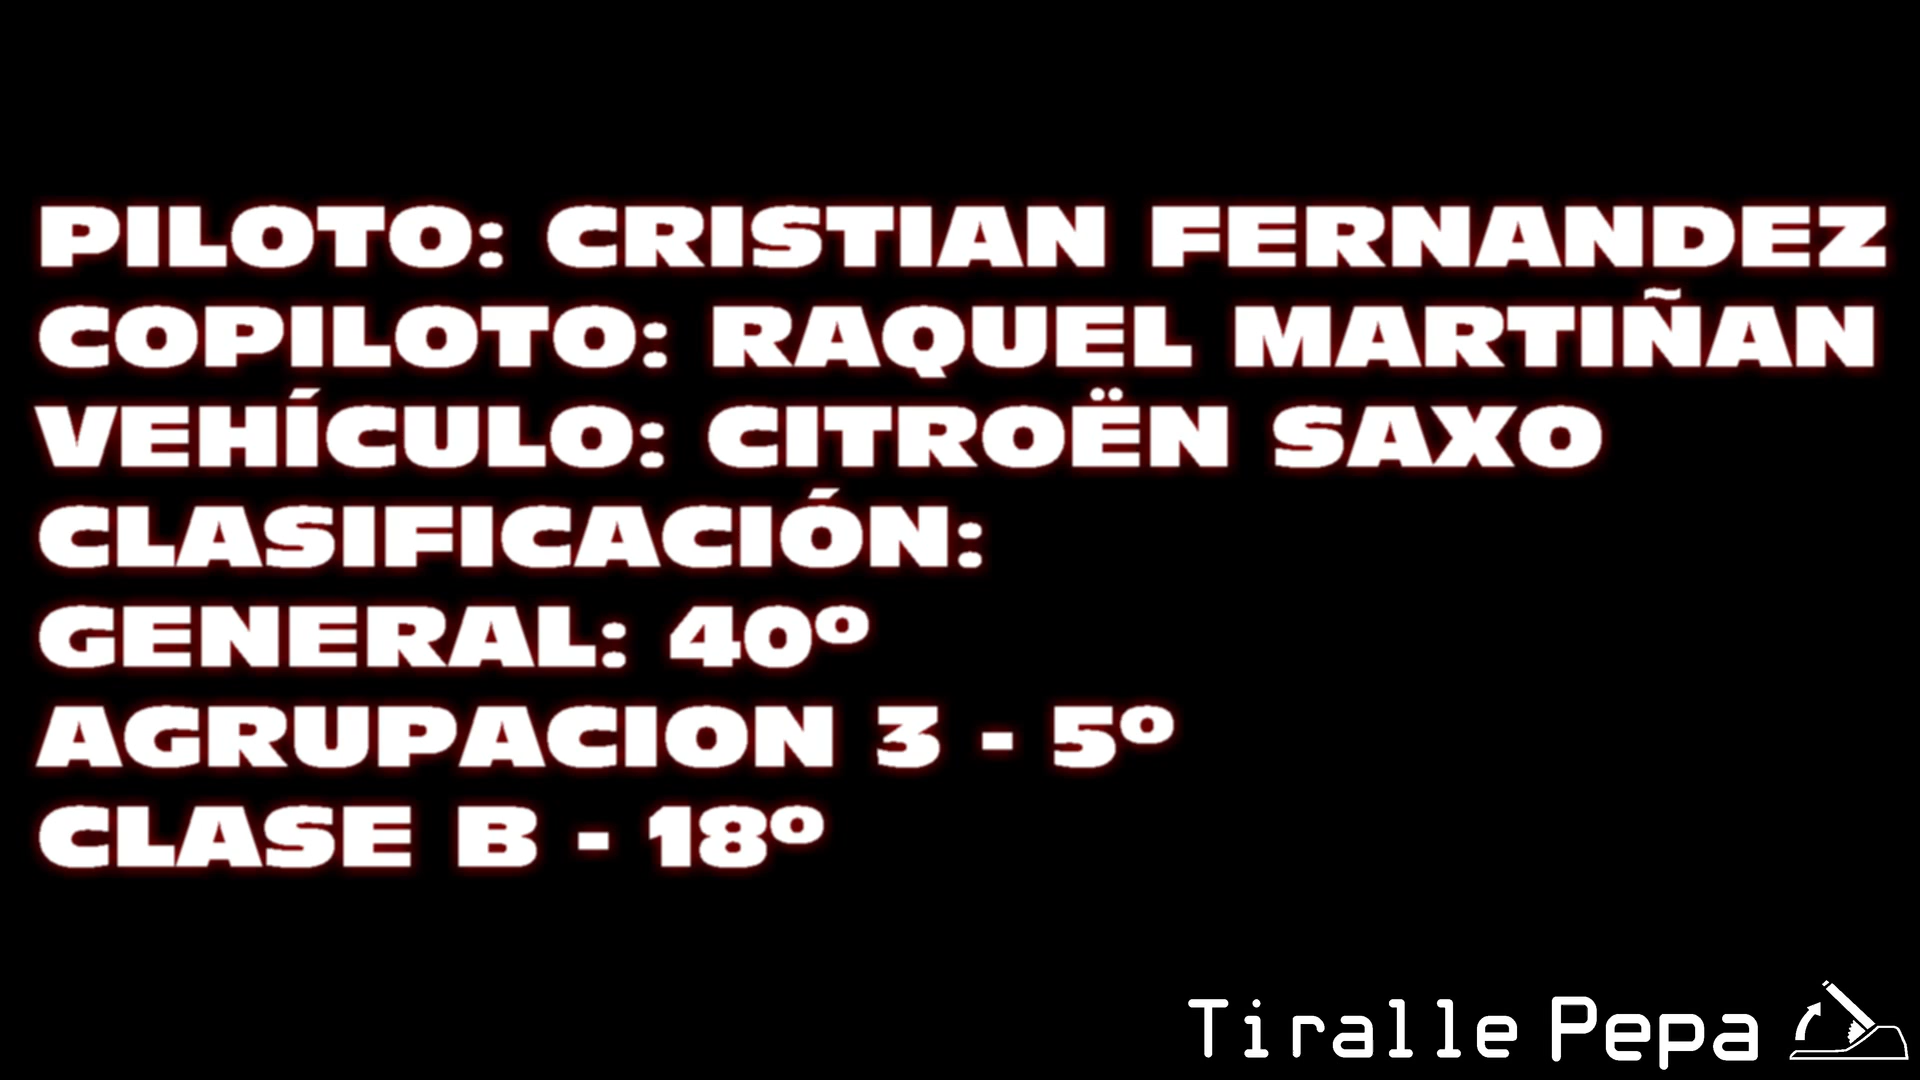 PILOTO: CRISTIAN FERNANDEZ
COPILOTO: RAQUEL MARTIÑAN
VEHÍCULO: CITROËN SAXO
CLASIFICACIÓN:
GENERAL: 40º
AGRUPACION 3 - 5º
CLASE B - 18º
Tiralle Pepa